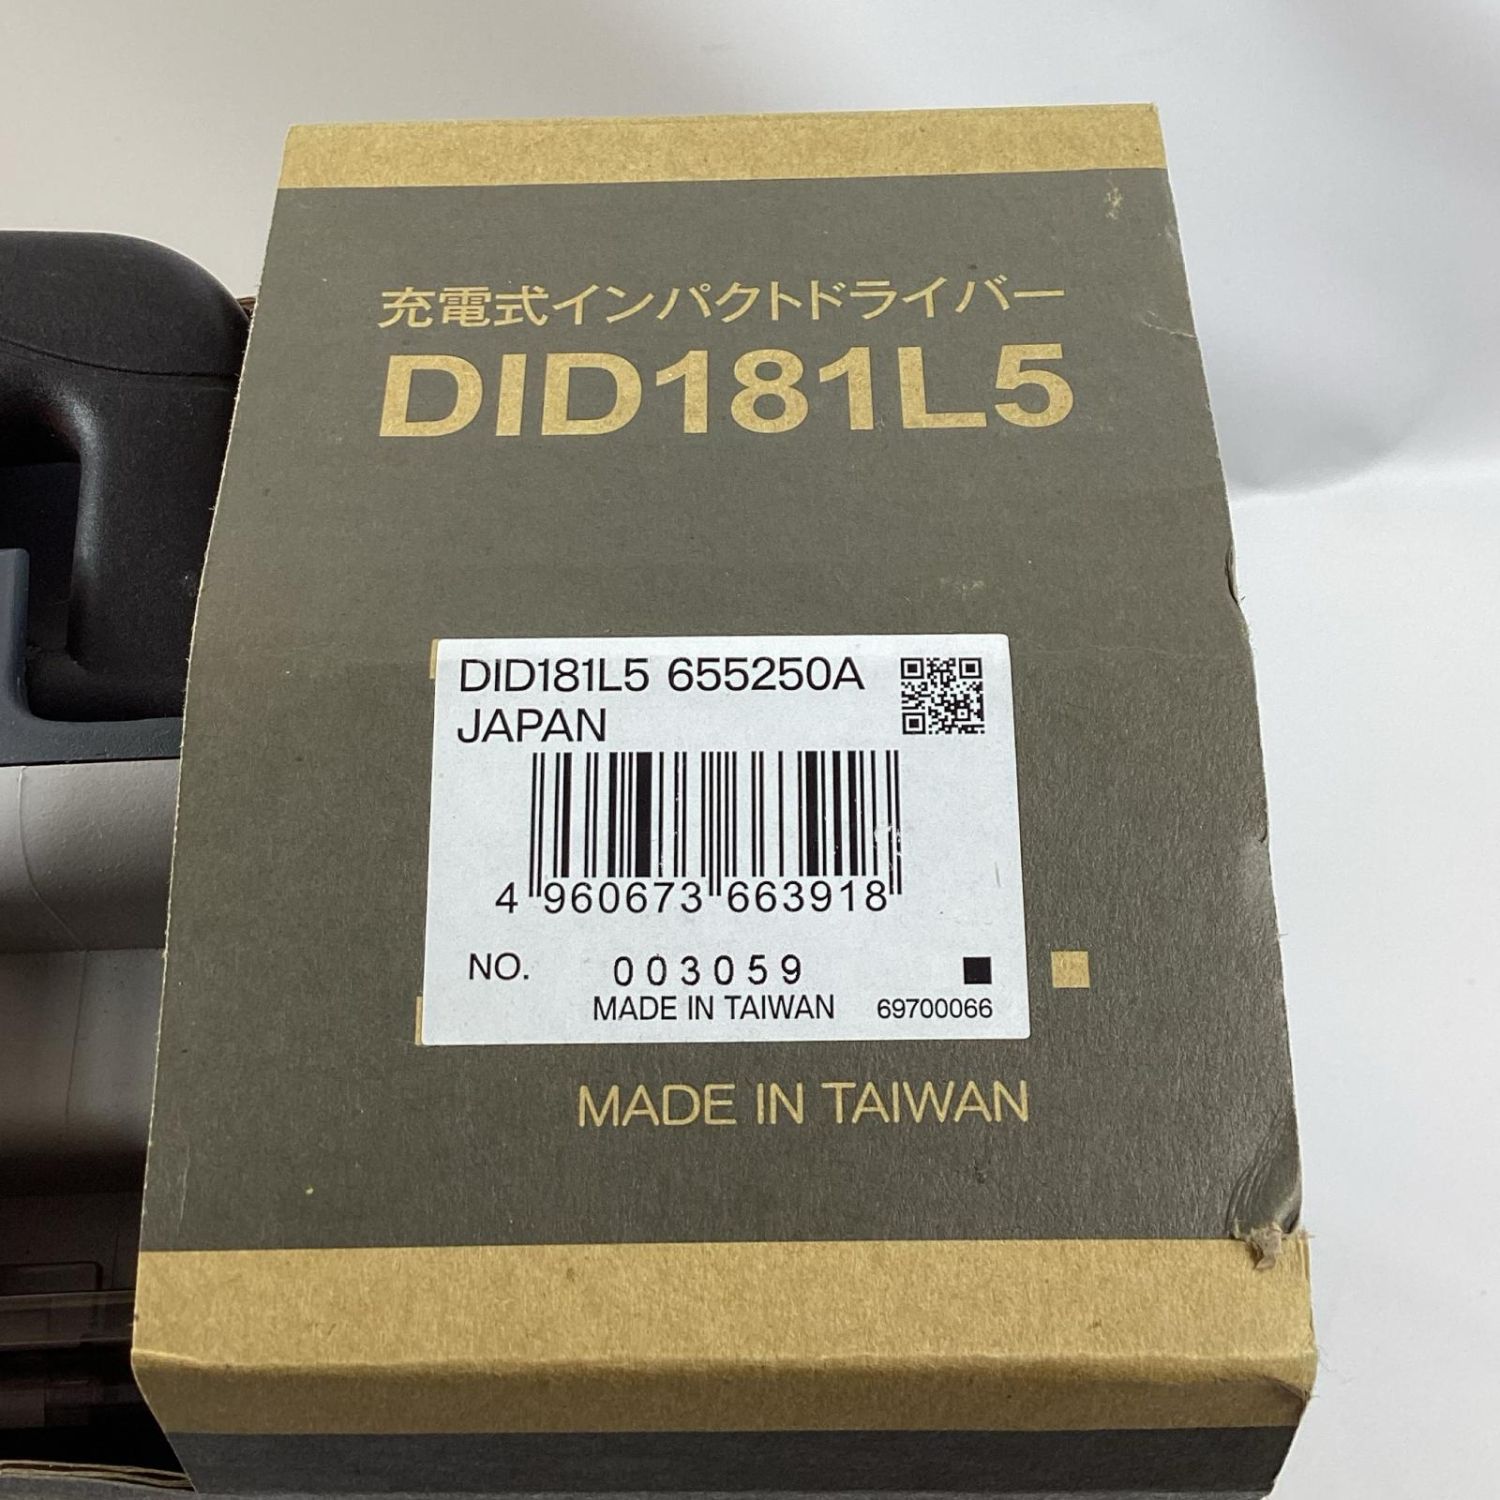 充電式インパクトドライバー
DID181L5
DID181L5 655250A
JAPAN
4 960673 663918
NO. 003059
MADE IN TAIWAN 69700066
MADE IN TAIWAN